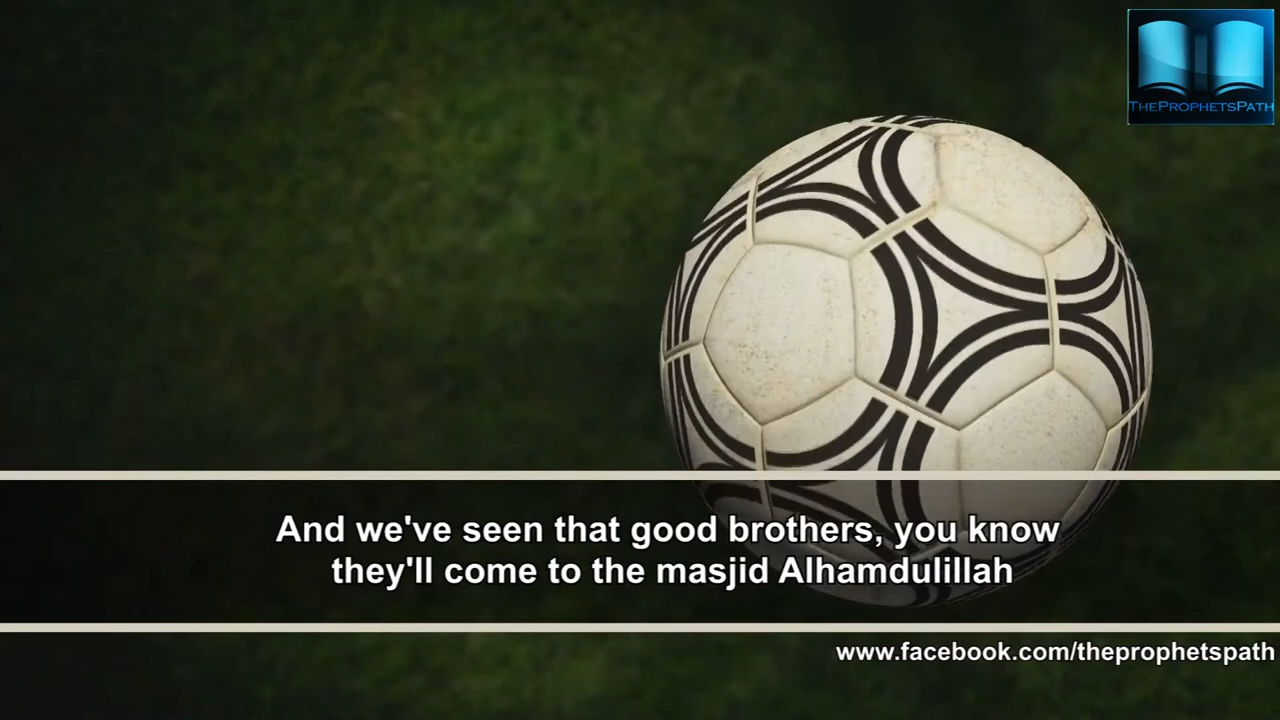 THEPROPHETSPATH
And we've seen that good brothers, you know
they'll come to the masjid Alhamdulillah
www.facebook.com/theprophetspath